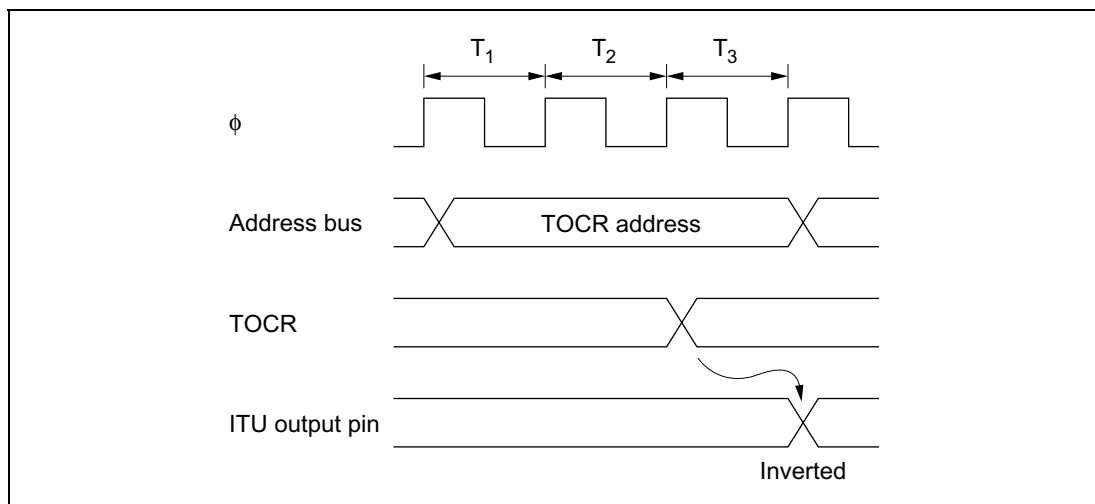 T1 T2 T3
φ
Address bus TOCR address
TOCR
ITU output pin
Inverted